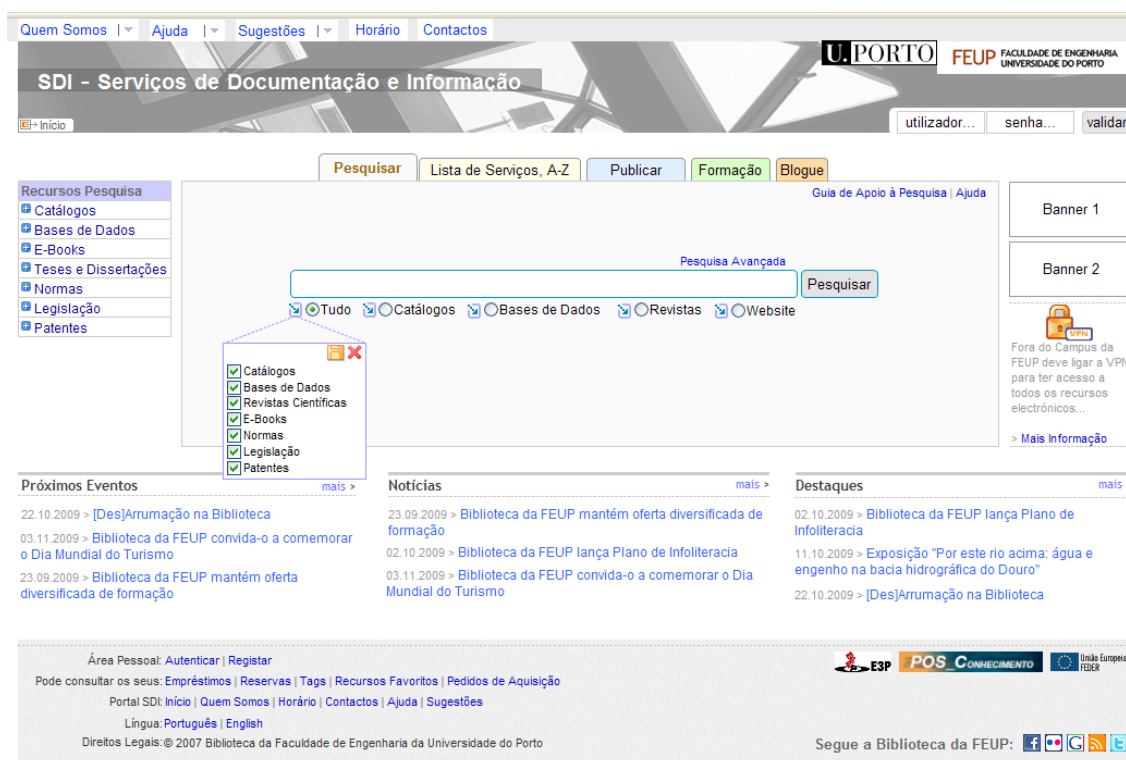 Quem Somos | Ajuda | Sugestões | Horário Contactos
U.PORTO FEUP FACULDADE DE ENGENHARIA
UNIVERSIDADE DO PORTO
SDI - Serviços de Documentação e Informação
Início
utilizador... senha... validar
Pesquisar Lista de Serviços, A-Z Publicar Formação Blogue
Recursos Pesquisa
Catálogos
Bases de Dados
E-Books
Teses e Dissertações
Normas
Legislação
Patentes
Guia de Apoio à Pesquisa | Ajuda
Pesquisa Avançada
Pesquisar
Tudo Catálogos Bases de Dados Revistas Website
Catálogos
Bases de Dados
Revistas Científicas
E-Books
Normas
Legislação
Patentes
Banner 1
Banner 2
VPN
Fora do Campus da
FEUP deve ligar a VPN
para ter acesso a
todos os recursos
electrónicos...
> Mais Informação
Próximos Eventos mais >
22.10.2009 > [Des]Arrumação na Biblioteca
03.11.2009 > Biblioteca da FEUP convida-o a comemorar
o Dia Mundial do Turismo
23.09.2009 > Biblioteca da FEUP mantém oferta
diversificada de formação
Notícias mais >
23.09.2009 > Biblioteca da FEUP mantém oferta diversificada de
formação
02.10.2009 > Biblioteca da FEUP lança Plano de Infoliteracia
03.11.2009 > Biblioteca da FEUP convida-o a comemorar o Dia
Mundial do Turismo
Destaques mais
02.10.2009 > Biblioteca da FEUP lança Plano de
Infoliteracia
11.10.2009 > Exposição "Por este rio acima: água e
engenho na bacia hidrográfica do Douro"
22.10.2009 > [Des]Arrumação na Biblioteca
Área Pessoal: Autenticar | Registar
Pode consultar os seus: Empréstimos | Reservas | Tags | Recursos Favoritos | Pedidos de Aquisição
Portal SDI: Início | Quem Somos | Horário | Contactos | Ajuda | Sugestões
Língua: Português | English
Direitos Legais: © 2007 Biblioteca da Faculdade de Engenharia da Universidade do Porto
E3P POS_CONHECIMENTO União Europeia
FEDER
Segue a Biblioteca da FEUP: